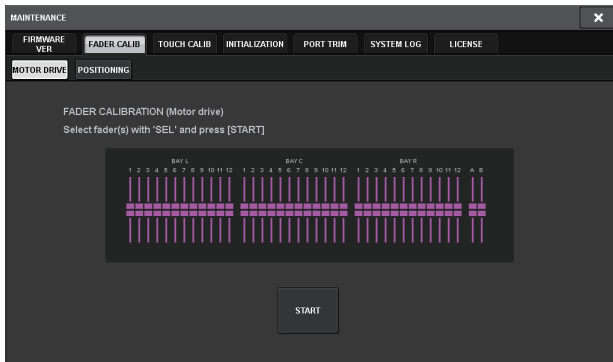 MAINTENANCE
FIRMWARE VER FADER CALIB TOUCH CALIB INITIALIZATION PORT TRIM SYSTEM LOG LICENSE
MOTOR DRIVE POSITIONING
FADER CALIBRATION (Motor drive)
Select fader(s) with 'SEL' and press [START]
BAY L BAY C BAY R
1 2 3 4 5 6 7 8 9 10 11 12 1 2 3 4 5 6 7 8 9 10 11 12 1 2 3 4 5 6 7 8 9 10 11 12 A B
START